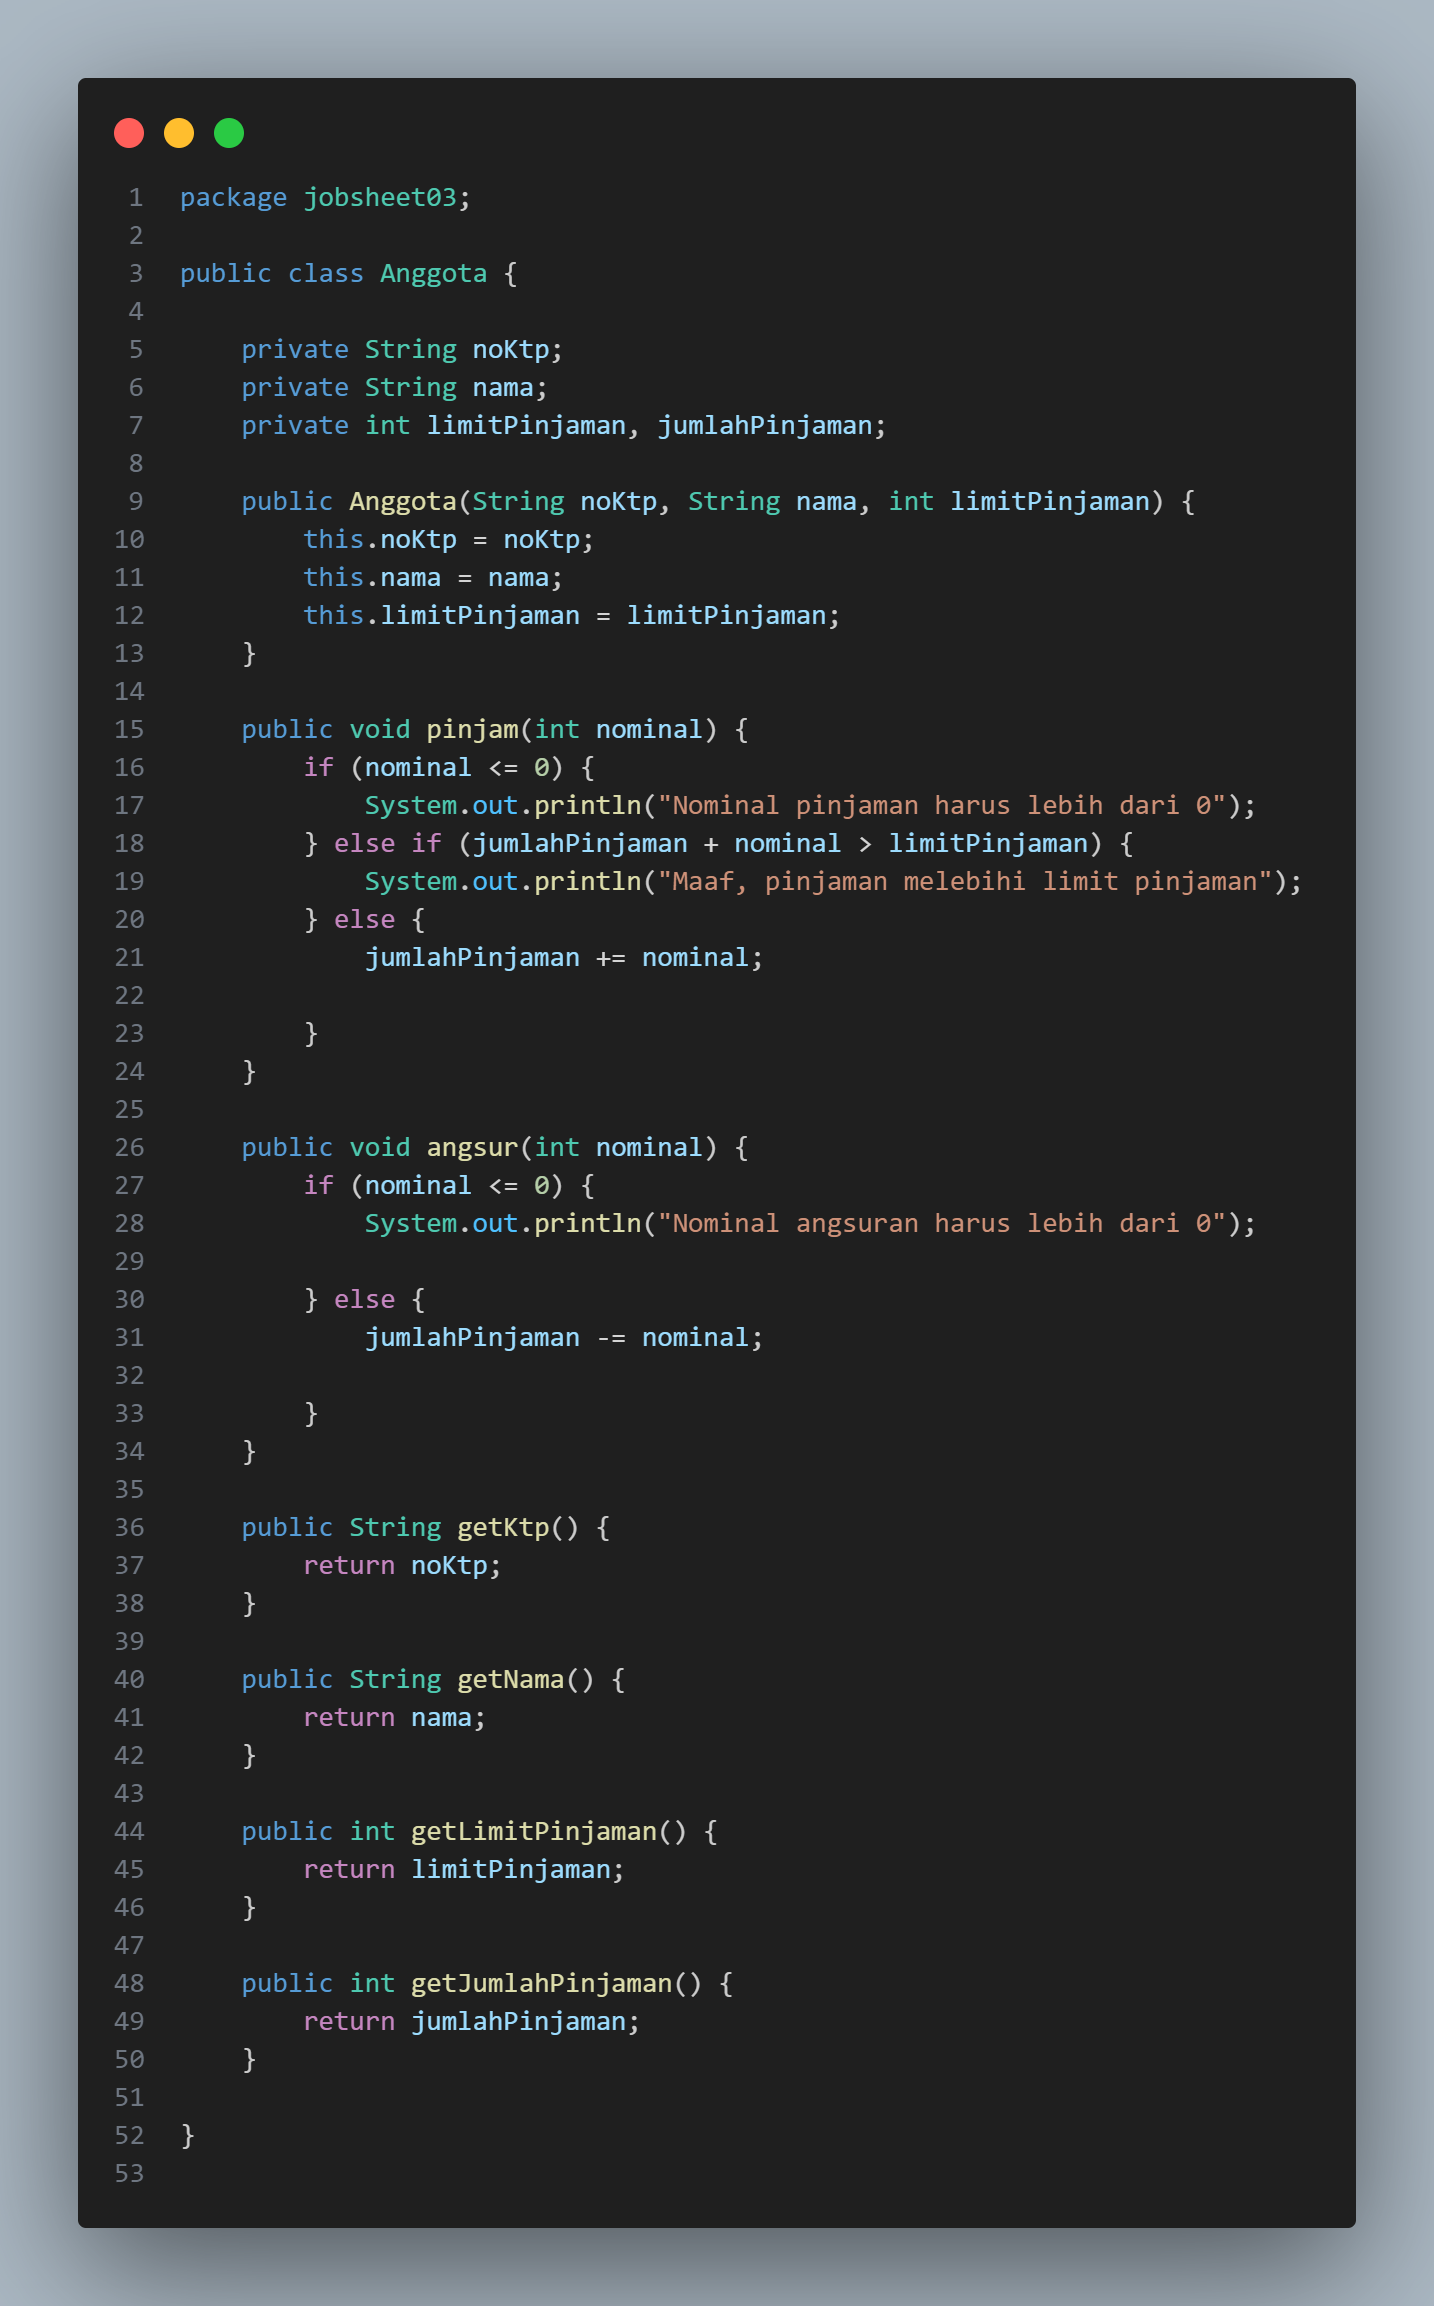 1 package jobsheet03;
2
3 public class Anggota {
4
5     private String noKtp;
6     private String nama;
7     private int limitPinjaman, jumlahPinjaman;
8
9     public Anggota(String noKtp, String nama, int limitPinjaman) {
10         this.noKtp = noKtp;
11         this.nama = nama;
12         this.limitPinjaman = limitPinjaman;
13     }
14
15     public void pinjam(int nominal) {
16         if (nominal <= 0) {
17             System.out.println("Nominal pinjaman harus lebih dari 0");
18         } else if (jumlahPinjaman + nominal > limitPinjaman) {
19             System.out.println("Maaf, pinjaman melebihi limit pinjaman");
20         } else {
21             jumlahPinjaman += nominal;
22
23         }
24     }
25
26     public void angsur(int nominal) {
27         if (nominal <= 0) {
28             System.out.println("Nominal angsuran harus lebih dari 0");
29
30         } else {
31             jumlahPinjaman -= nominal;
32
33         }
34     }
35
36     public String getKtp() {
37         return noKtp;
38     }
39
40     public String getNama() {
41         return nama;
42     }
43
44     public int getLimitPinjaman() {
45         return limitPinjaman;
46     }
47
48     public int getJumlahPinjaman() {
49         return jumlahPinjaman;
50     }
51
52 }
53